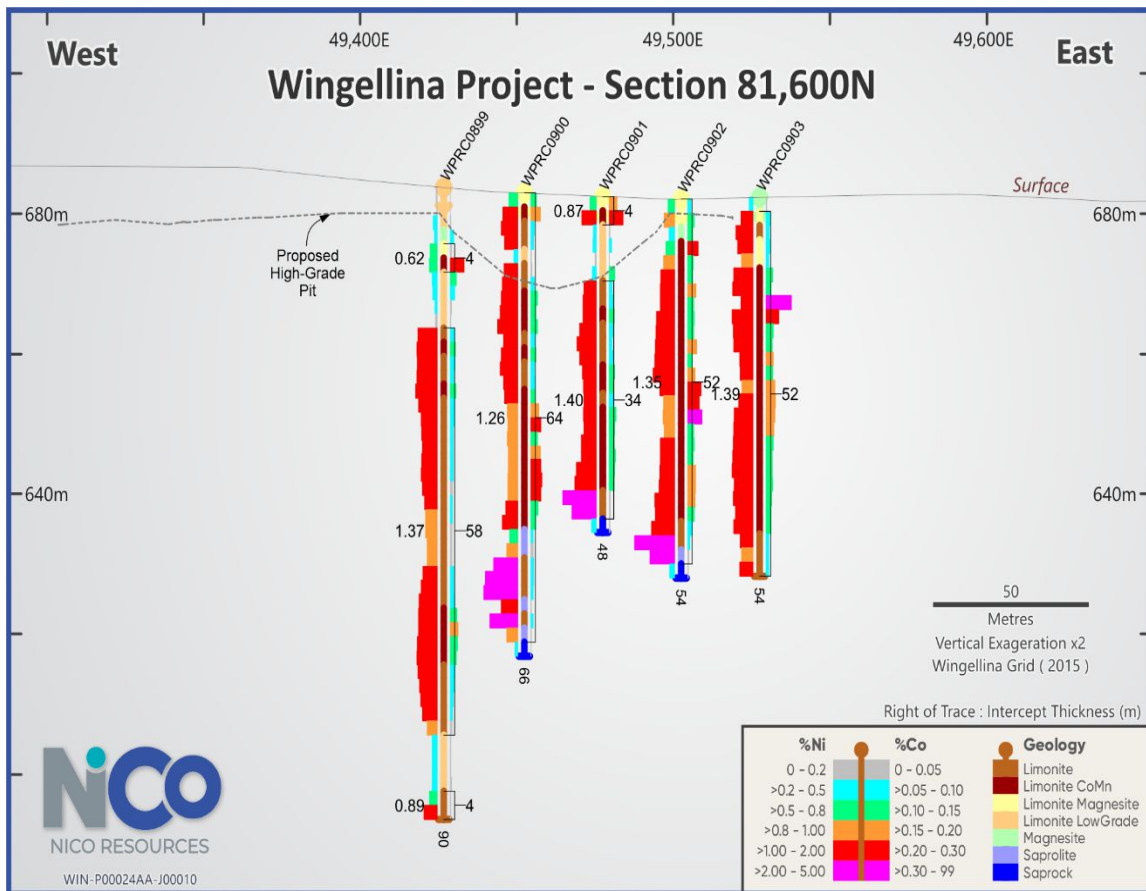 49,400E
49,500E
49,600E
West
East
Wingellina Project - Section 81,600N
WPRC0899
WPRC0900
WPRC0901
WPRC0902
WPRC0903
Surface
680m
680m
0.87
4
Proposed
High-Grade
Pit
0.62
4
1.26
64
1.40
34
1.35
52
1.39
52
640m
640m
1.37
58
48
54
54
66
0.89
4
90
50
Metres
Vertical Exageration x2
Wingellina Grid ( 2015 )
Right of Trace : Intercept Thickness (m)
%Ni
%Co
Geology
0 - 0.2
0 - 0.05
Limonite
>0.2 - 0.5
>0.05 - 0.10
Limonite CoMn
>0.5 - 0.8
>0.10 - 0.15
Limonite Magnesite
>0.8 - 1.00
>0.15 - 0.20
Limonite LowGrade
>1.00 - 2.00
>0.20 - 0.30
Magnesite
>2.00 - 5.00
>0.30 - 99
Saprolite
Saprock
NiCo
NICO RESOURCES
WIN-P00024AA-J00010